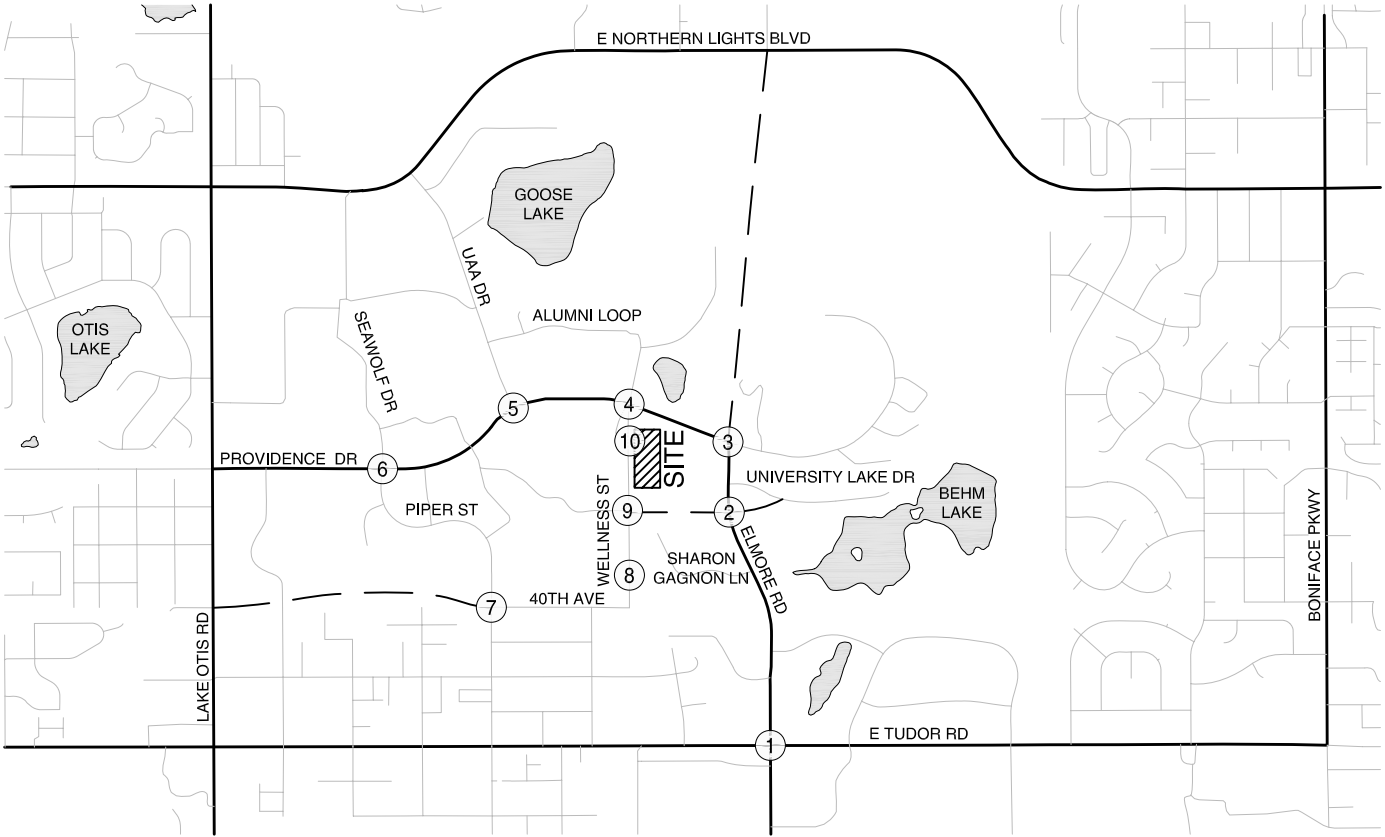 E NORTHERN LIGHTS BLVD
GOOSE
LAKE
UAA DR
ALUMNI LOOP
OTIS
LAKE
SEAWOLF DR
5
4
3
10
SITE
PROVIDENCE DR
6
UNIVERSITY LAKE DR
BEHM
LAKE
PIPER ST
WELLNESS ST
9
2
ELMORE RD
SHARON
GAGNON LN
8
40TH AVE
7
BONIFACE PKWY
LAKE OTIS RD
E TUDOR RD
1